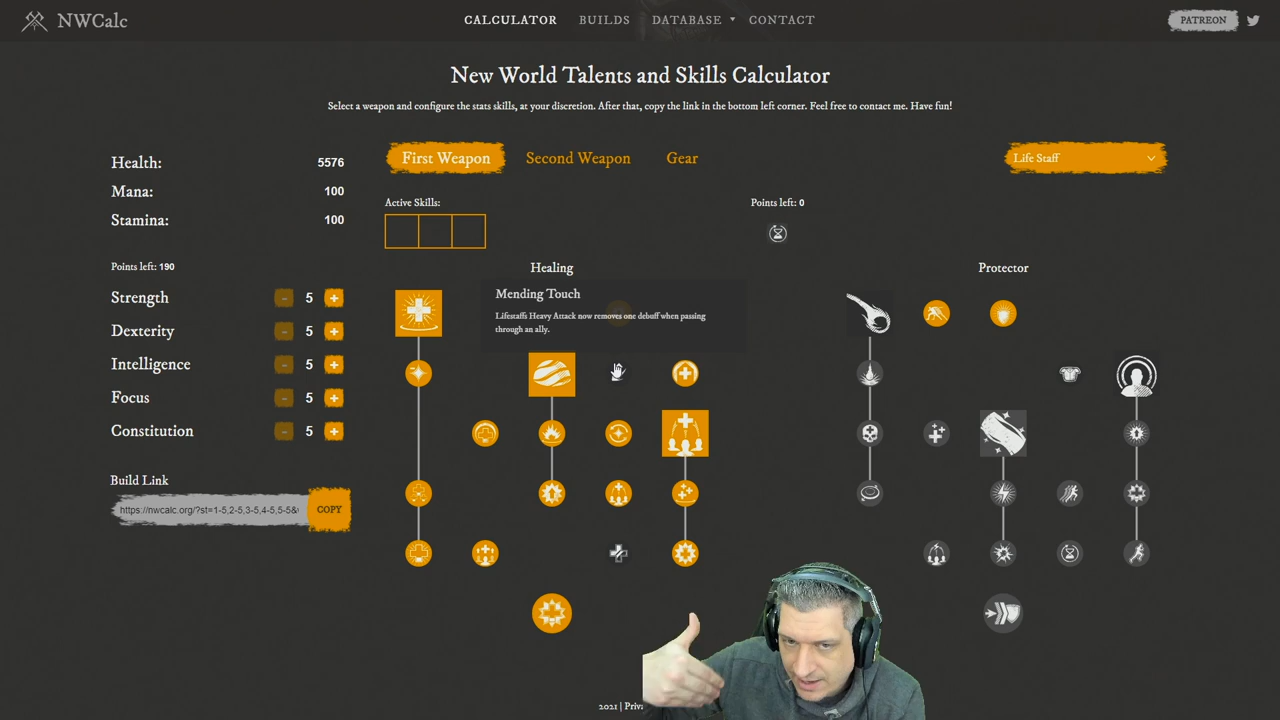 NWCalc
CALCULATOR
BUILDS
DATABASE
CONTACT
PATREON
New World Talents and Skills Calculator
Select a weapon and configure the stats skills, at your discretion. After that, copy the link in the bottom left corner. Feel free to contact me. Have fun!
Health: 5576
Mana: 100
Stamina: 100
First Weapon
Second Weapon
Gear
Life Staff
Active Skills:
Points left: 0
Points left: 190
Strength - 5 +
Dexterity - 5 +
Intelligence - 5 +
Focus - 5 +
Constitution - 5 +
Build Link
https://nwcalc.org/?st=1-5,2-5,3-5,4-5,5-5&
COPY
Healing
Protector
Mending Touch
Lifestaffs Heavy Attack now removes one debuff when passing
through an ally.
2021 | Priva